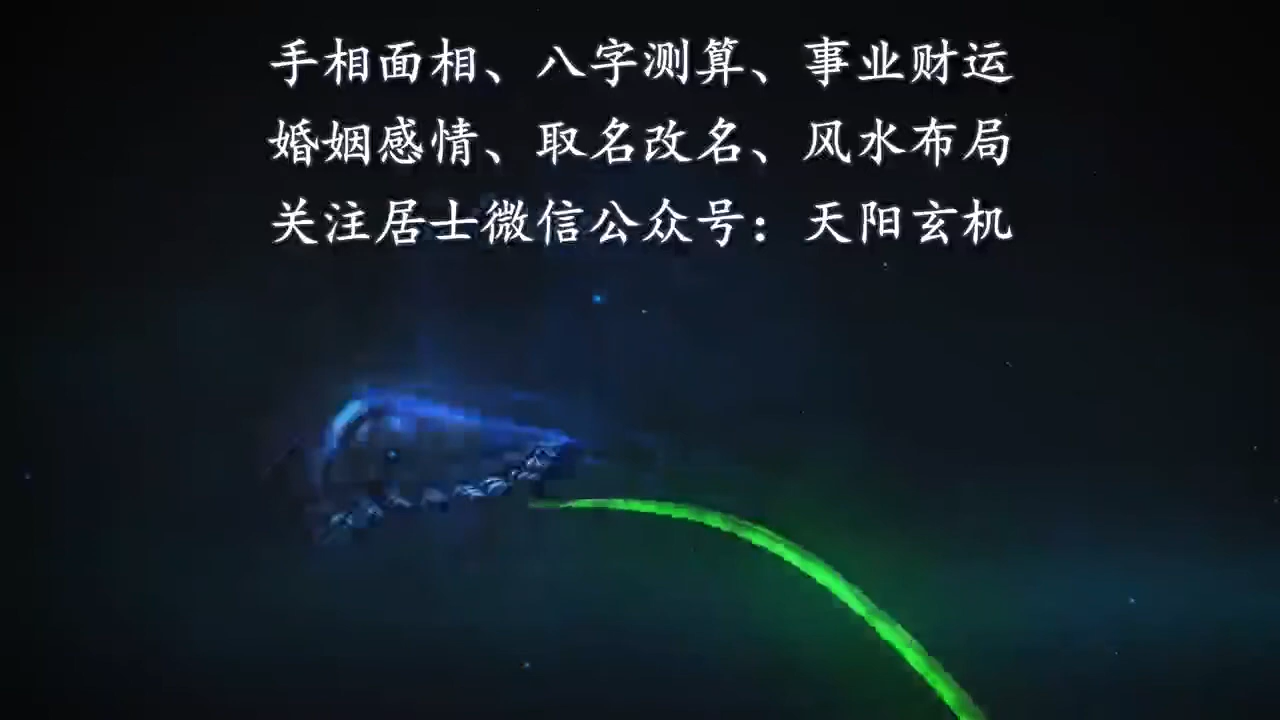 手相面相、八字测算、事业财运
婚姻感情、取名改名、风水布局
关注居士微信公众号：天阳玄机